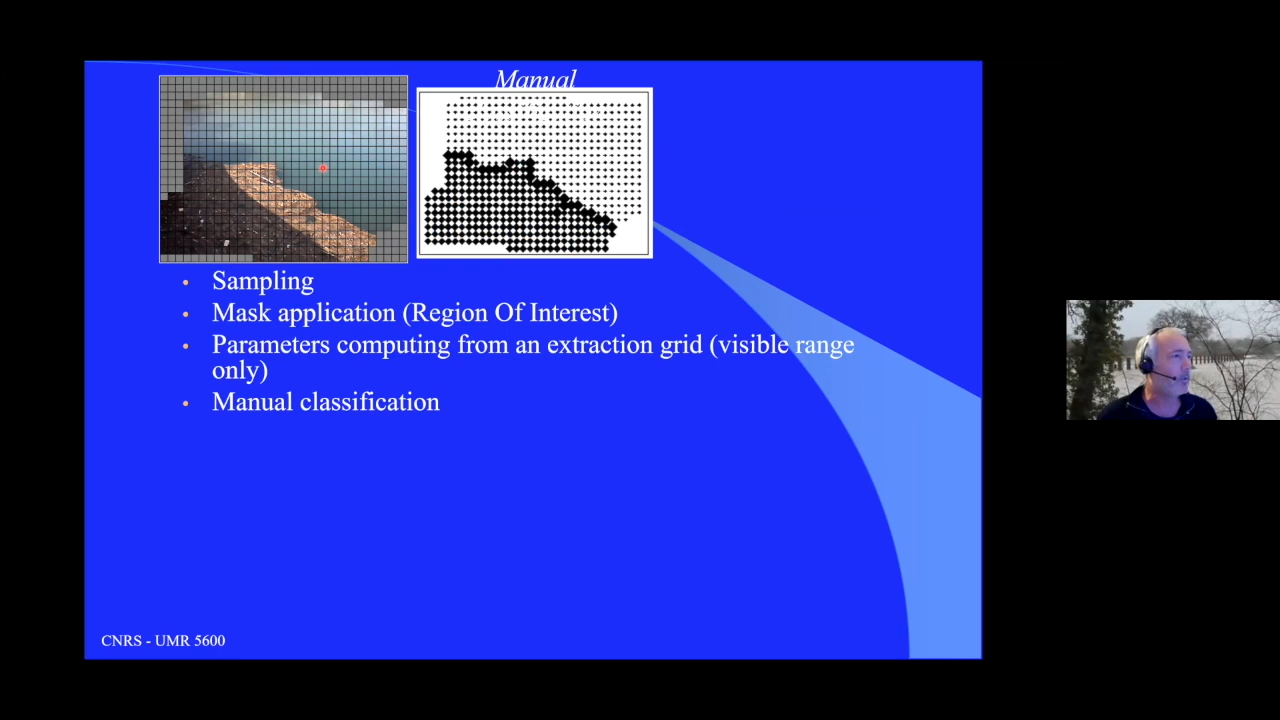 Manual
• Sampling
• Mask application (Region Of Interest)
• Parameters computing from an extraction grid (visible range
only)
• Manual classification
CNRS - UMR 5600